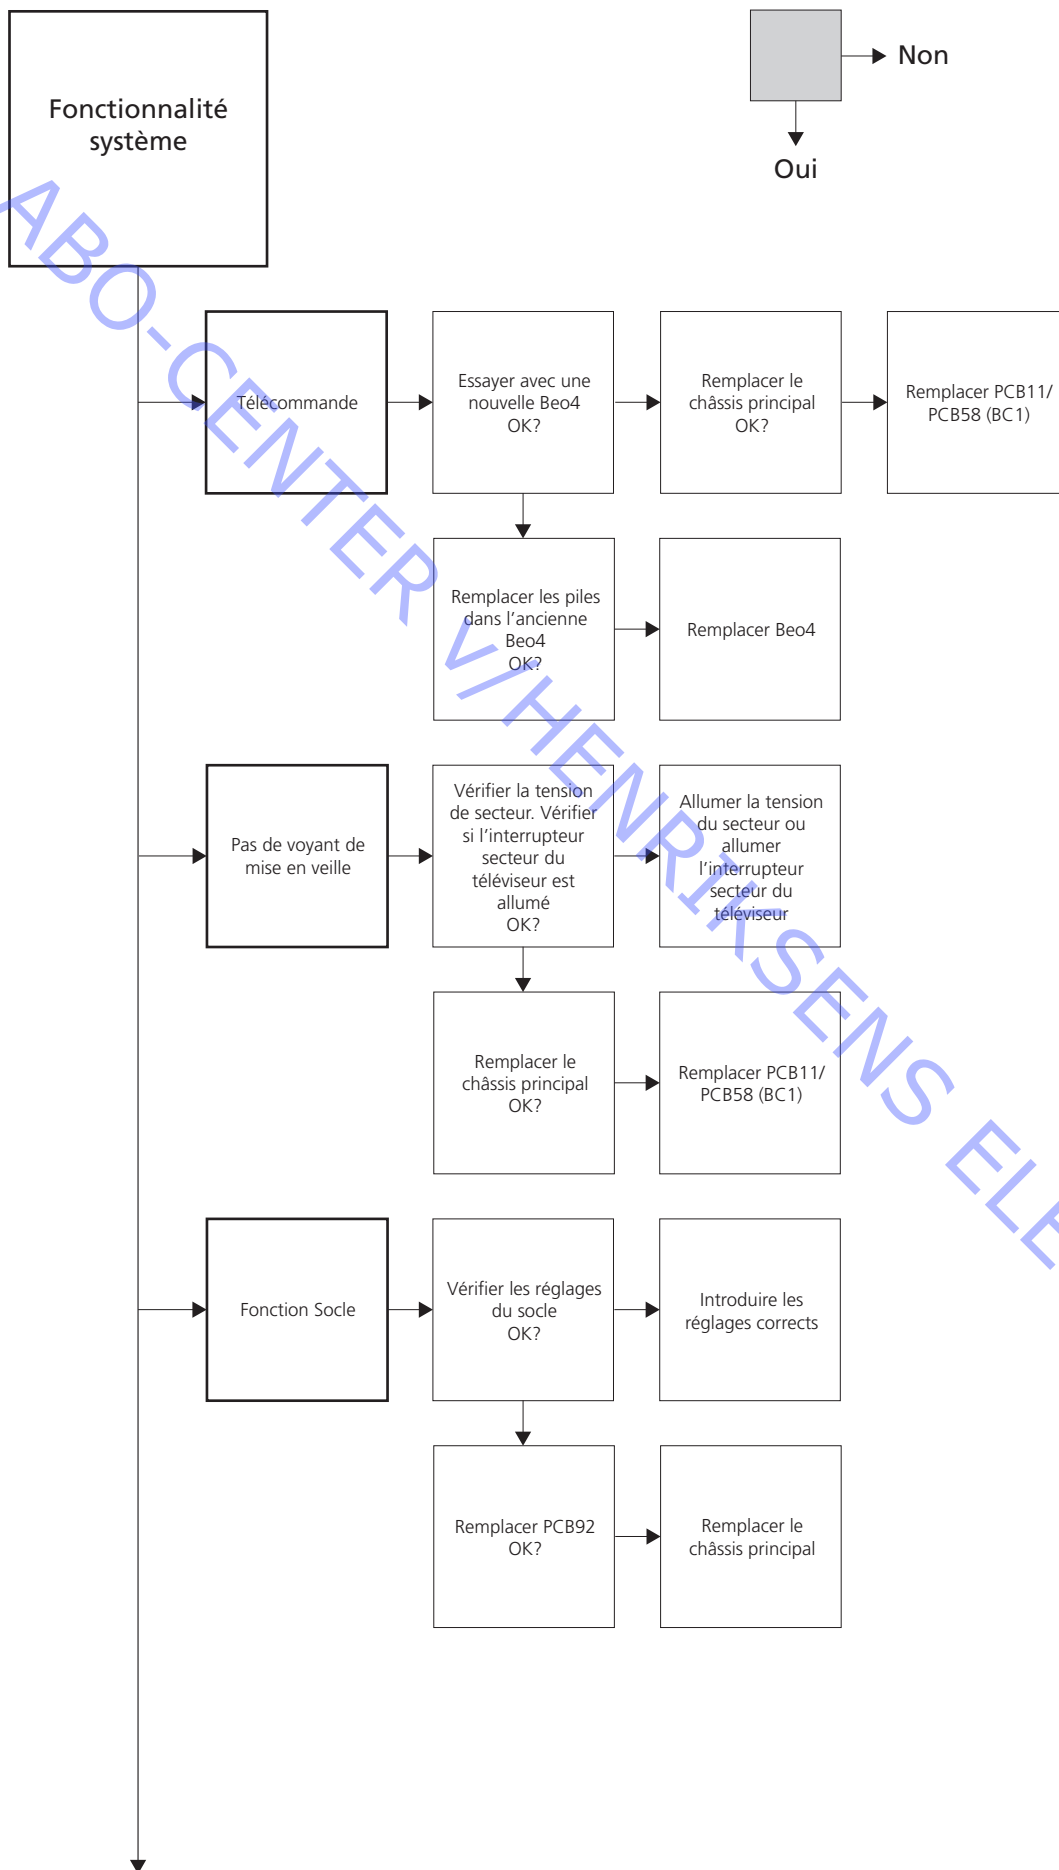 Fonctionnalité
système
Non
Oui
Télécommande
Essayer avec une
nouvelle Beo4
OK?
Remplacer le
châssis principal
OK?
Remplacer PCB11/
PCB58 (BC1)
Remplacer les piles
dans l'ancienne
Beo4
OK?
Remplacer Beo4
Pas de voyant de
mise en veille
Vérifier la tension
de secteur. Vérifier
si l'interrupteur
secteur du
téléviseur est
allumé
OK?
Allumer la tension
du secteur ou
allumer
l'interrupteur
secteur du
téléviseur
Remplacer le
châssis principal
OK?
Remplacer PCB11/
PCB58 (BC1)
Fonction Socle
Vérifier les réglages
du socle
OK?
Introduire les
réglages corrects
Remplacer PCB92
OK?
Remplacer le
châssis principal
ABO-CENTER V/HENRIKSENS ELE